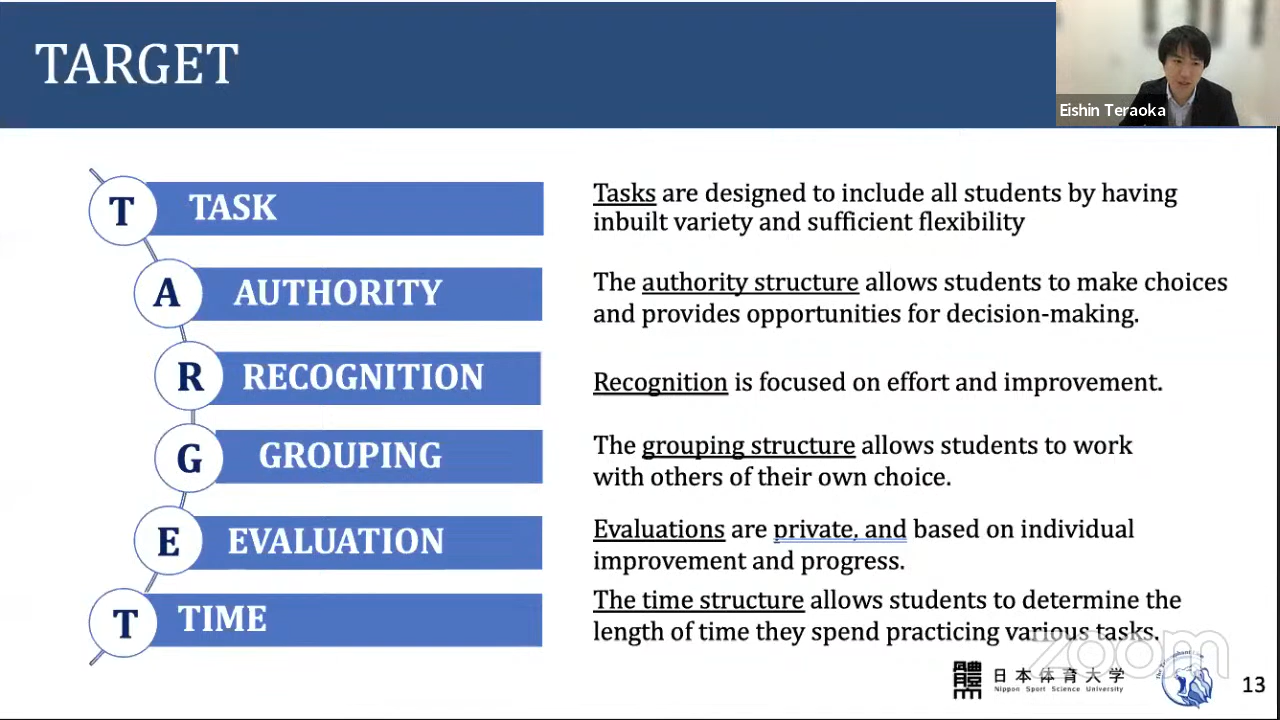 TARGET
Eishin Teraoka
T TASK
Tasks are designed to include all students by having
inbuilt variety and sufficient flexibility
A AUTHORITY
The authority structure allows students to make choices
and provides opportunities for decision-making.
R RECOGNITION
Recognition is focused on effort and improvement.
G GROUPING
The grouping structure allows students to work
with others of their own choice.
E EVALUATION
Evaluations are private, and based on individual
improvement and progress.
T TIME
The time structure allows students to determine the
length of time they spend practicing various tasks.
zoom
體 日本体育大学
Nippon Sport Science University
13